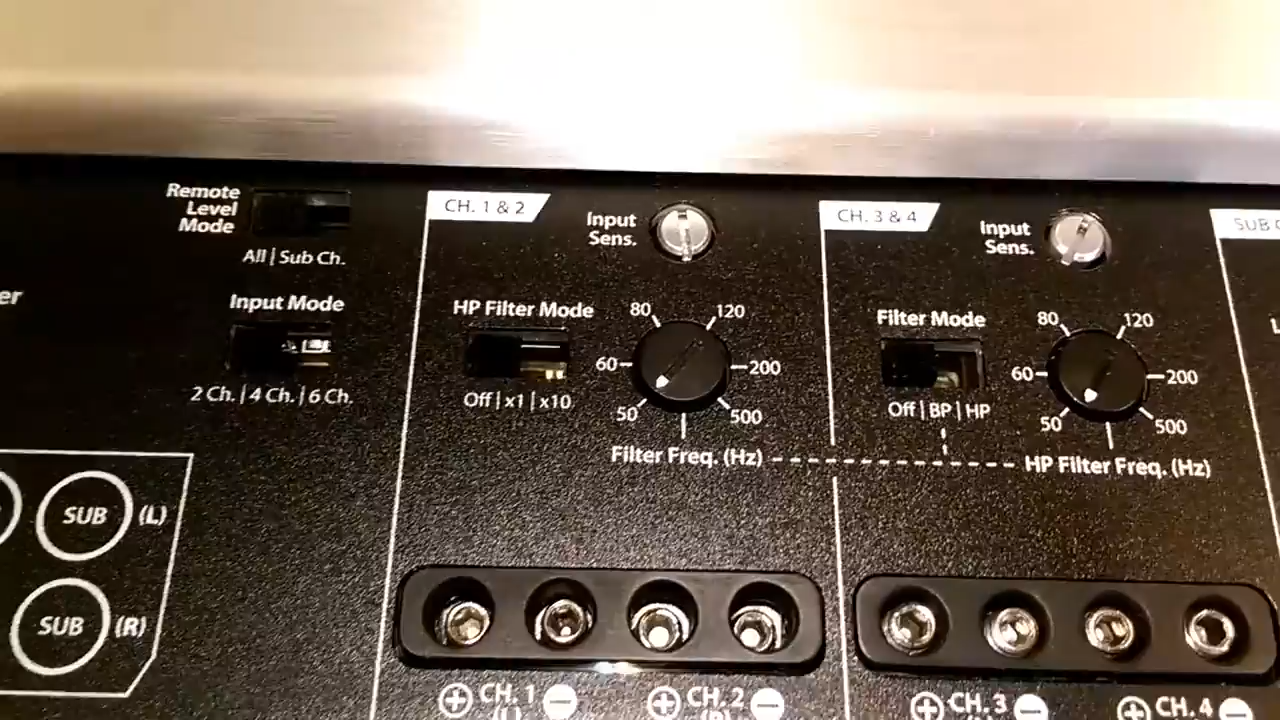 Remote
Level
Mode
All | Sub Ch.
er
Input Mode
2 Ch. | 4 Ch. | 6 Ch.
SUB (L)
SUB (R)
CH. 1 & 2
Input
Sens.
HP Filter Mode
Off | x1 | x10
80 120
60 200
50 500
Filter Freq. (Hz)
CH. 3 & 4
Input
Sens.
Filter Mode
Off | BP | HP
80 120
60 200
50 500
HP Filter Freq. (Hz)
SUB
+ CH. 1 −
(L)
+ CH. 2 −
(R)
+ CH. 3 −
+ CH. 4 −